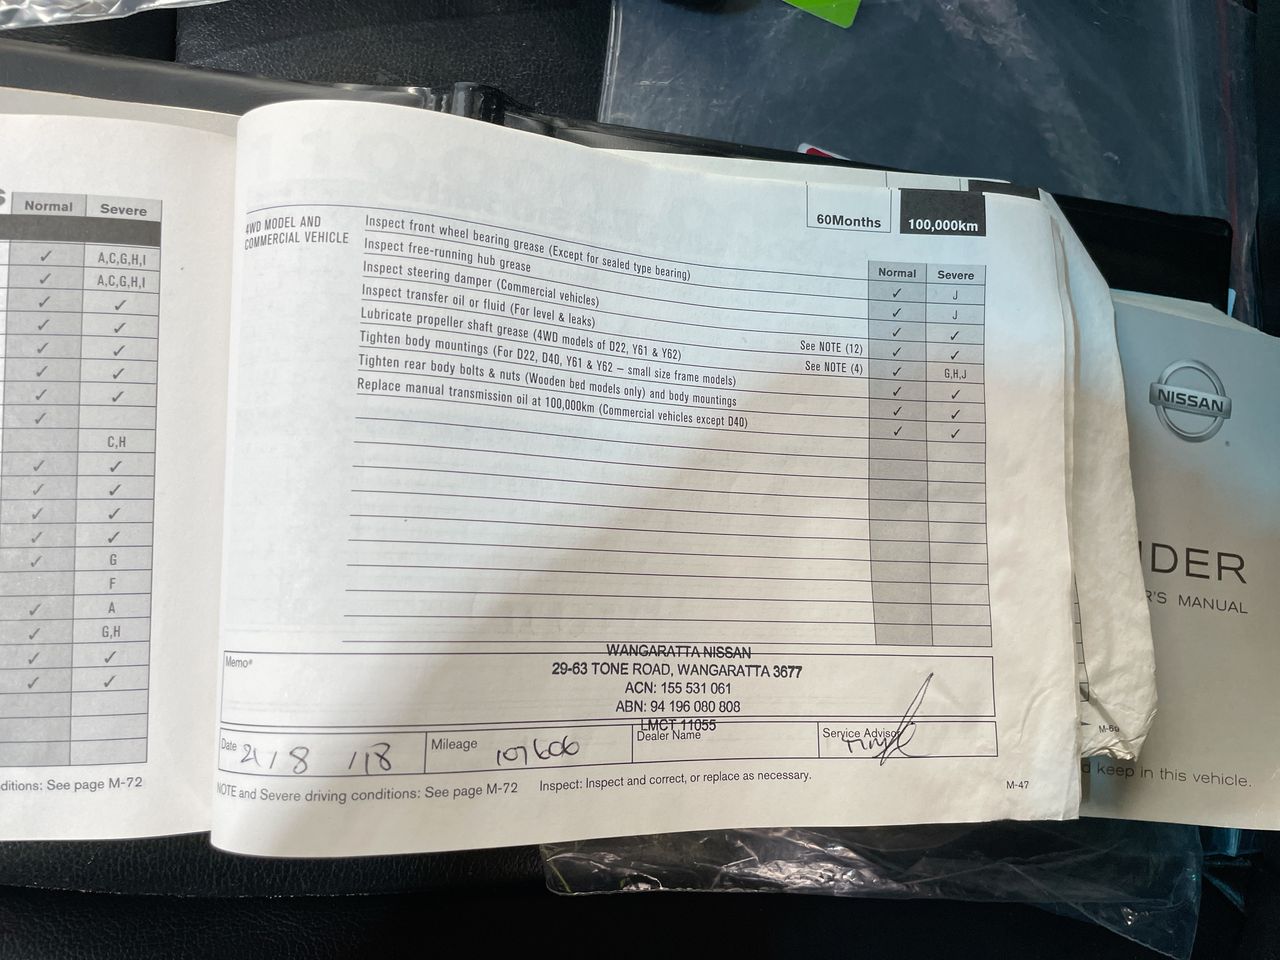 Normal Severe
✓ A,C,G,H,I
✓ A,C,G,H,I
✓ ✓
✓ ✓
✓ ✓
✓ ✓
✓ ✓
✓
C,H
✓ ✓
✓ ✓
✓ ✓
✓ ✓
✓ G
F
✓ A
✓ G,H
✓ ✓
✓ ✓
ditions: See page M-72
60Months 100,000km
Normal Severe
4WD MODEL AND
COMMERCIAL VEHICLE
Inspect front wheel bearing grease (Except for sealed type bearing) ✓ J
Inspect free-running hub grease ✓ J
Inspect steering damper (Commercial vehicles) ✓ ✓
Inspect transfer oil or fluid (For level & leaks) See NOTE (12) ✓ ✓
Lubricate propeller shaft grease (4WD models of D22, Y61 & Y62) See NOTE (4) ✓ G,H,J
Tighten body mountings (For D22, D40, Y61 & Y62 – small size frame models) ✓ ✓
Tighten rear body bolts & nuts (Wooden bed models only) and body mountings ✓ ✓
Replace manual transmission oil at 100,000km (Commercial vehicles except D40) ✓ ✓
Memo*
WANGARATTA NISSAN
29-63 TONE ROAD, WANGARATTA 3677
ACN: 155 531 061
ABN: 94 196 080 808
LMCT 11055
Date 21/8/18 Mileage 107606 Dealer Name Service Advisor
NOTE and Severe driving conditions: See page M-72 Inspect: Inspect and correct, or replace as necessary. M-47
M-69
NISSAN
IDER
R'S MANUAL
d keep in this vehicle.